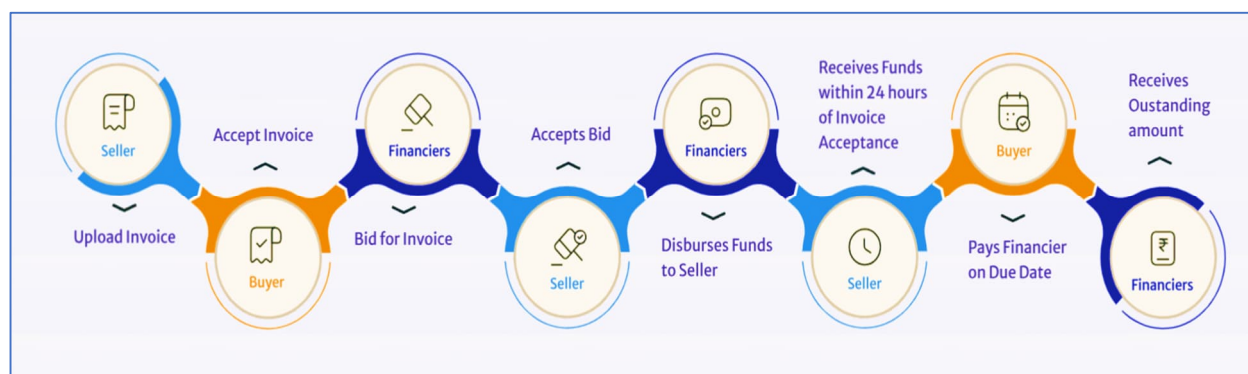 Seller
Upload Invoice
Accept Invoice
Buyer
Financiers
Bid for Invoice
Accepts Bid
Seller
Financiers
Disburses Funds
to Seller
Receives Funds
within 24 hours
of Invoice
Acceptance
Seller
Buyer
Pays Financier
on Due Date
Receives
Oustanding
amount
₹
Financiers